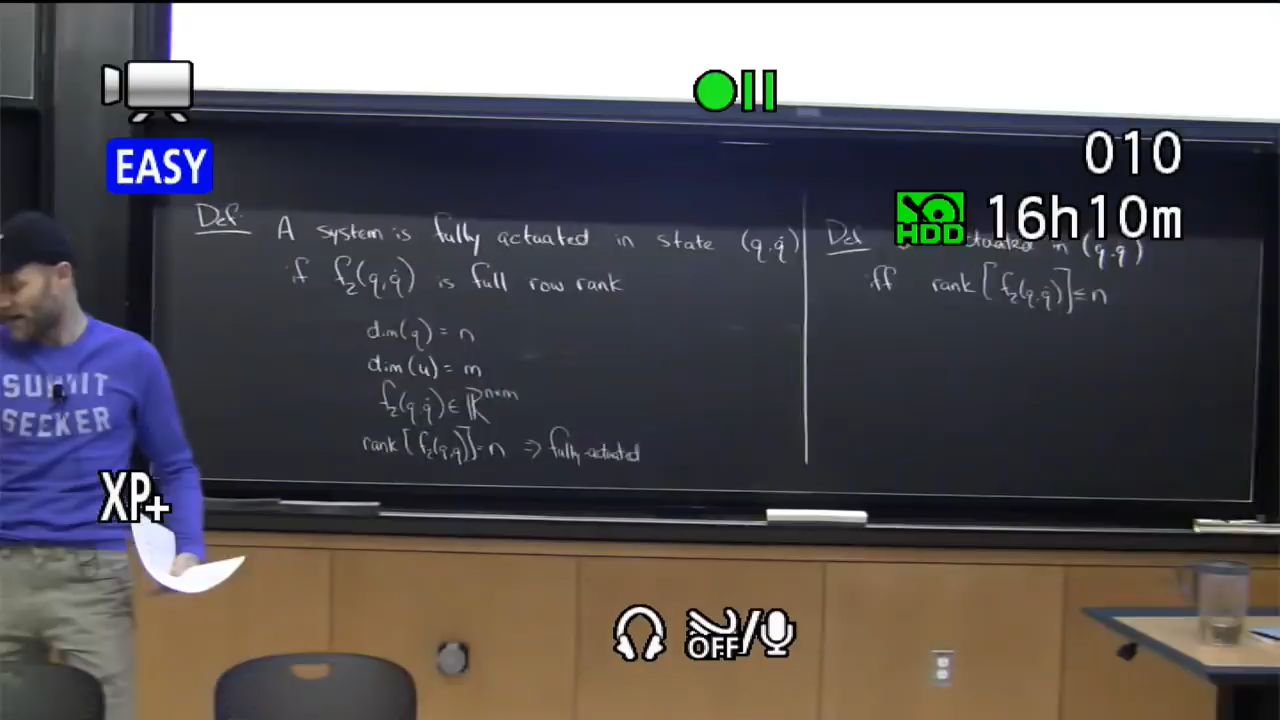 EASY
010
HDD 16h10m
XP+
OFF
SUMMIT
SEEKER
Def. A system is fully actuated in state (q,q̇)
if f₂(q,q̇) is full row rank
dim(q) = n
dim(u) = m
f₂(q,q̇) ∈ ℝⁿˣᵐ
rank[f₂(q,q̇)] = n ⇒ fully-actuated
Def actuated in (q,q̇)
iff rank[f₂(q,q̇)] ≤ n